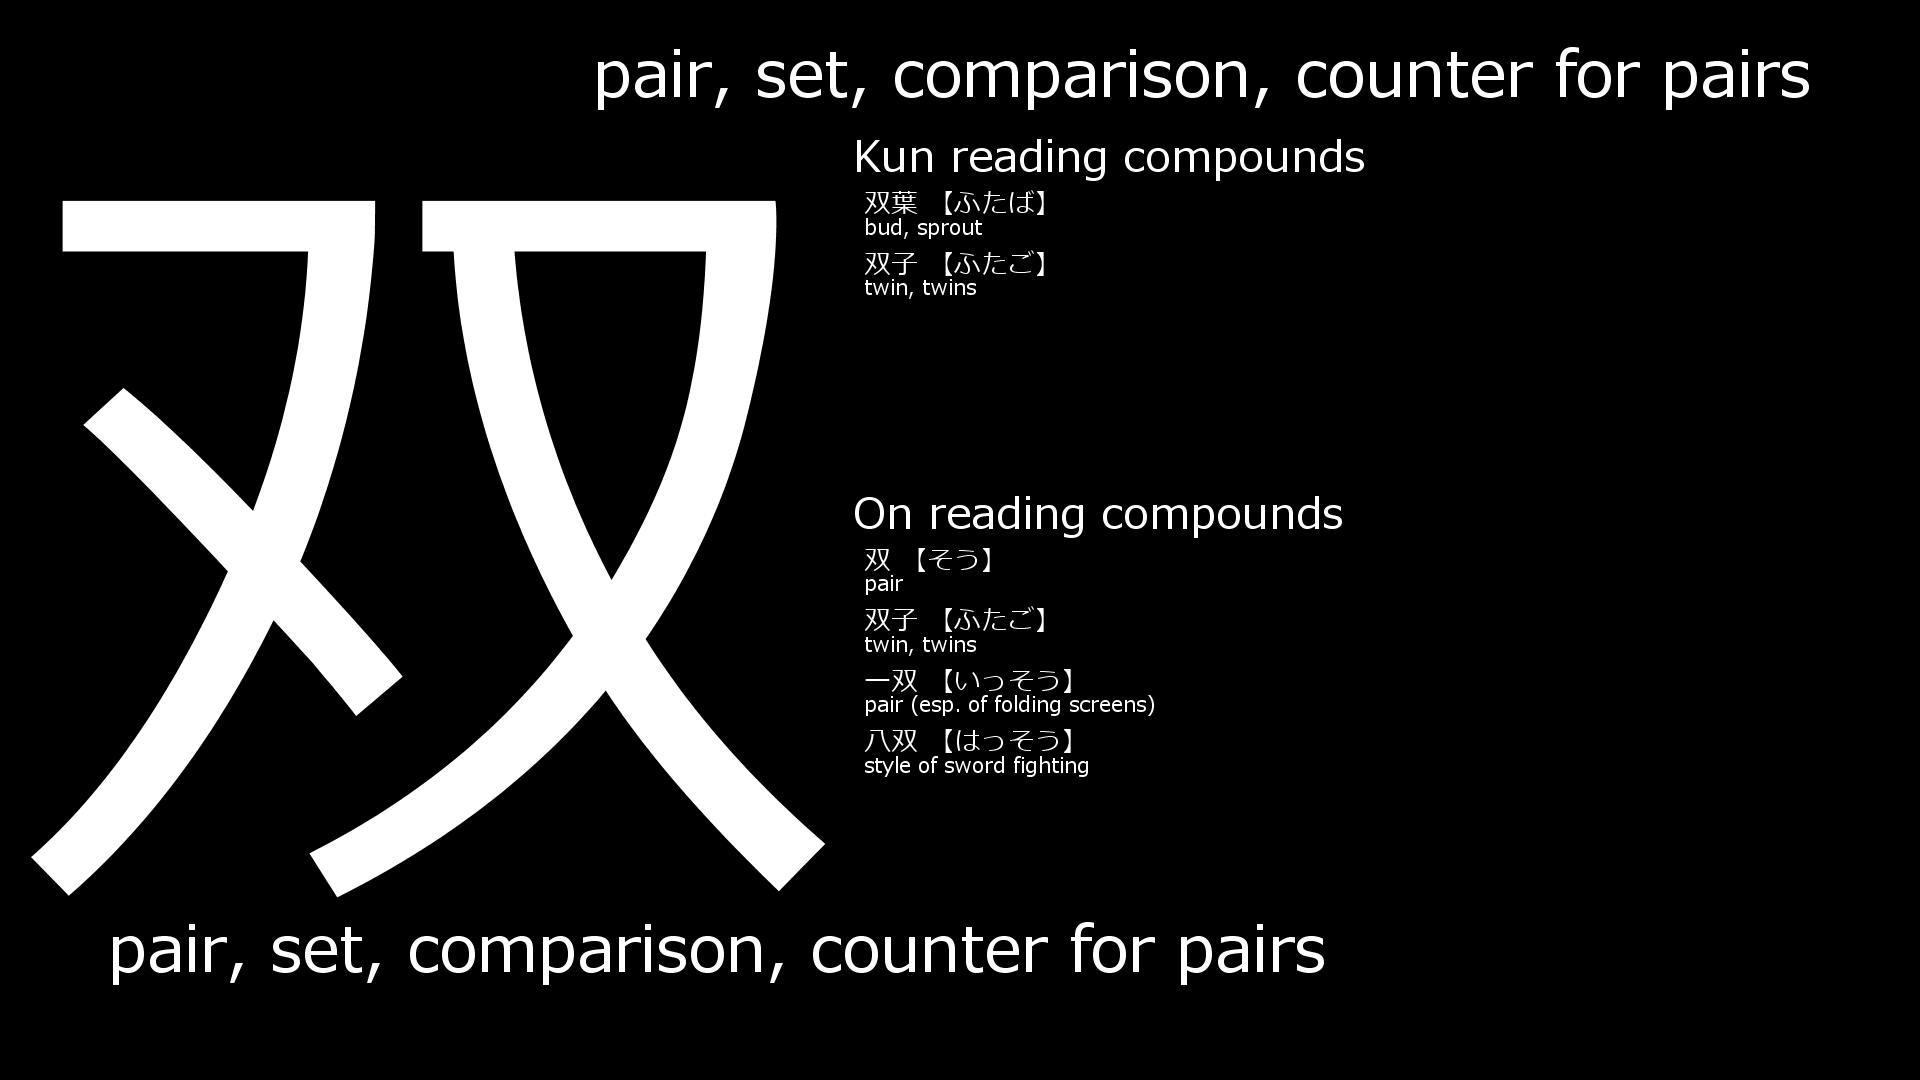 pair, set, comparison, counter for pairs
双
Kun reading compounds
双葉 【ふたば】
bud, sprout
双子 【ふたご】
twin, twins
On reading compounds
双 【そう】
pair
双子 【ふたご】
twin, twins
一双 【いっそう】
pair (esp. of folding screens)
八双 【はっそう】
style of sword fighting
pair, set, comparison, counter for pairs